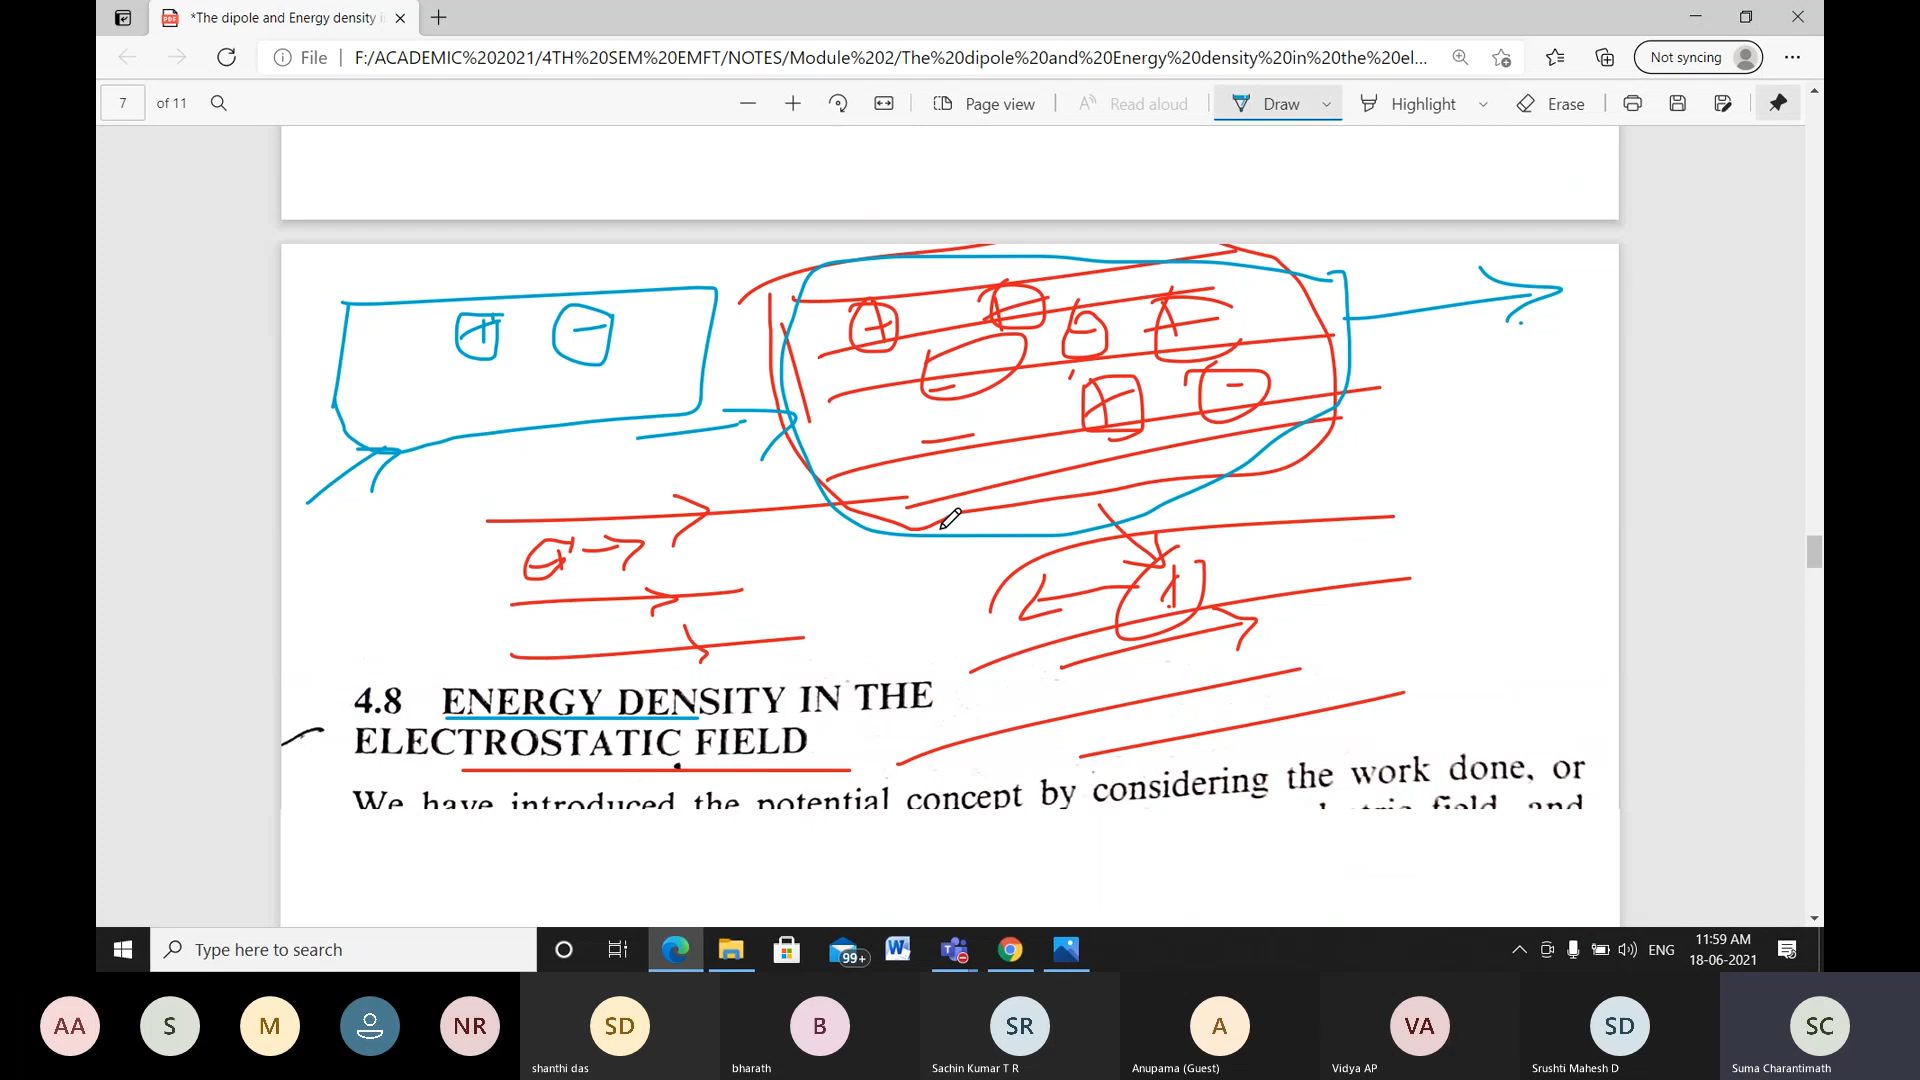 *The dipole and Energy density i
File F:/ACADEMIC%202021/4TH%20SEM%20EMFT/NOTES/Module%202/The%20dipole%20and%20Energy%20density%20in%20the%20el...
Not syncing
7 of 11
Page view
Read aloud
Draw
Highlight
Erase
+ −
4.8 ENERGY DENSITY IN THE
ELECTROSTATIC FIELD
We have introduced the potential concept by considering the work done, or
Type here to search
99+
ENG
11:59 AM
18-06-2021
AA S M NR SD B SR A VA SD SC
shanthi das bharath Sachin Kumar T R Anupama (Guest) Vidya AP Srushti Mahesh D Suma Charantimath